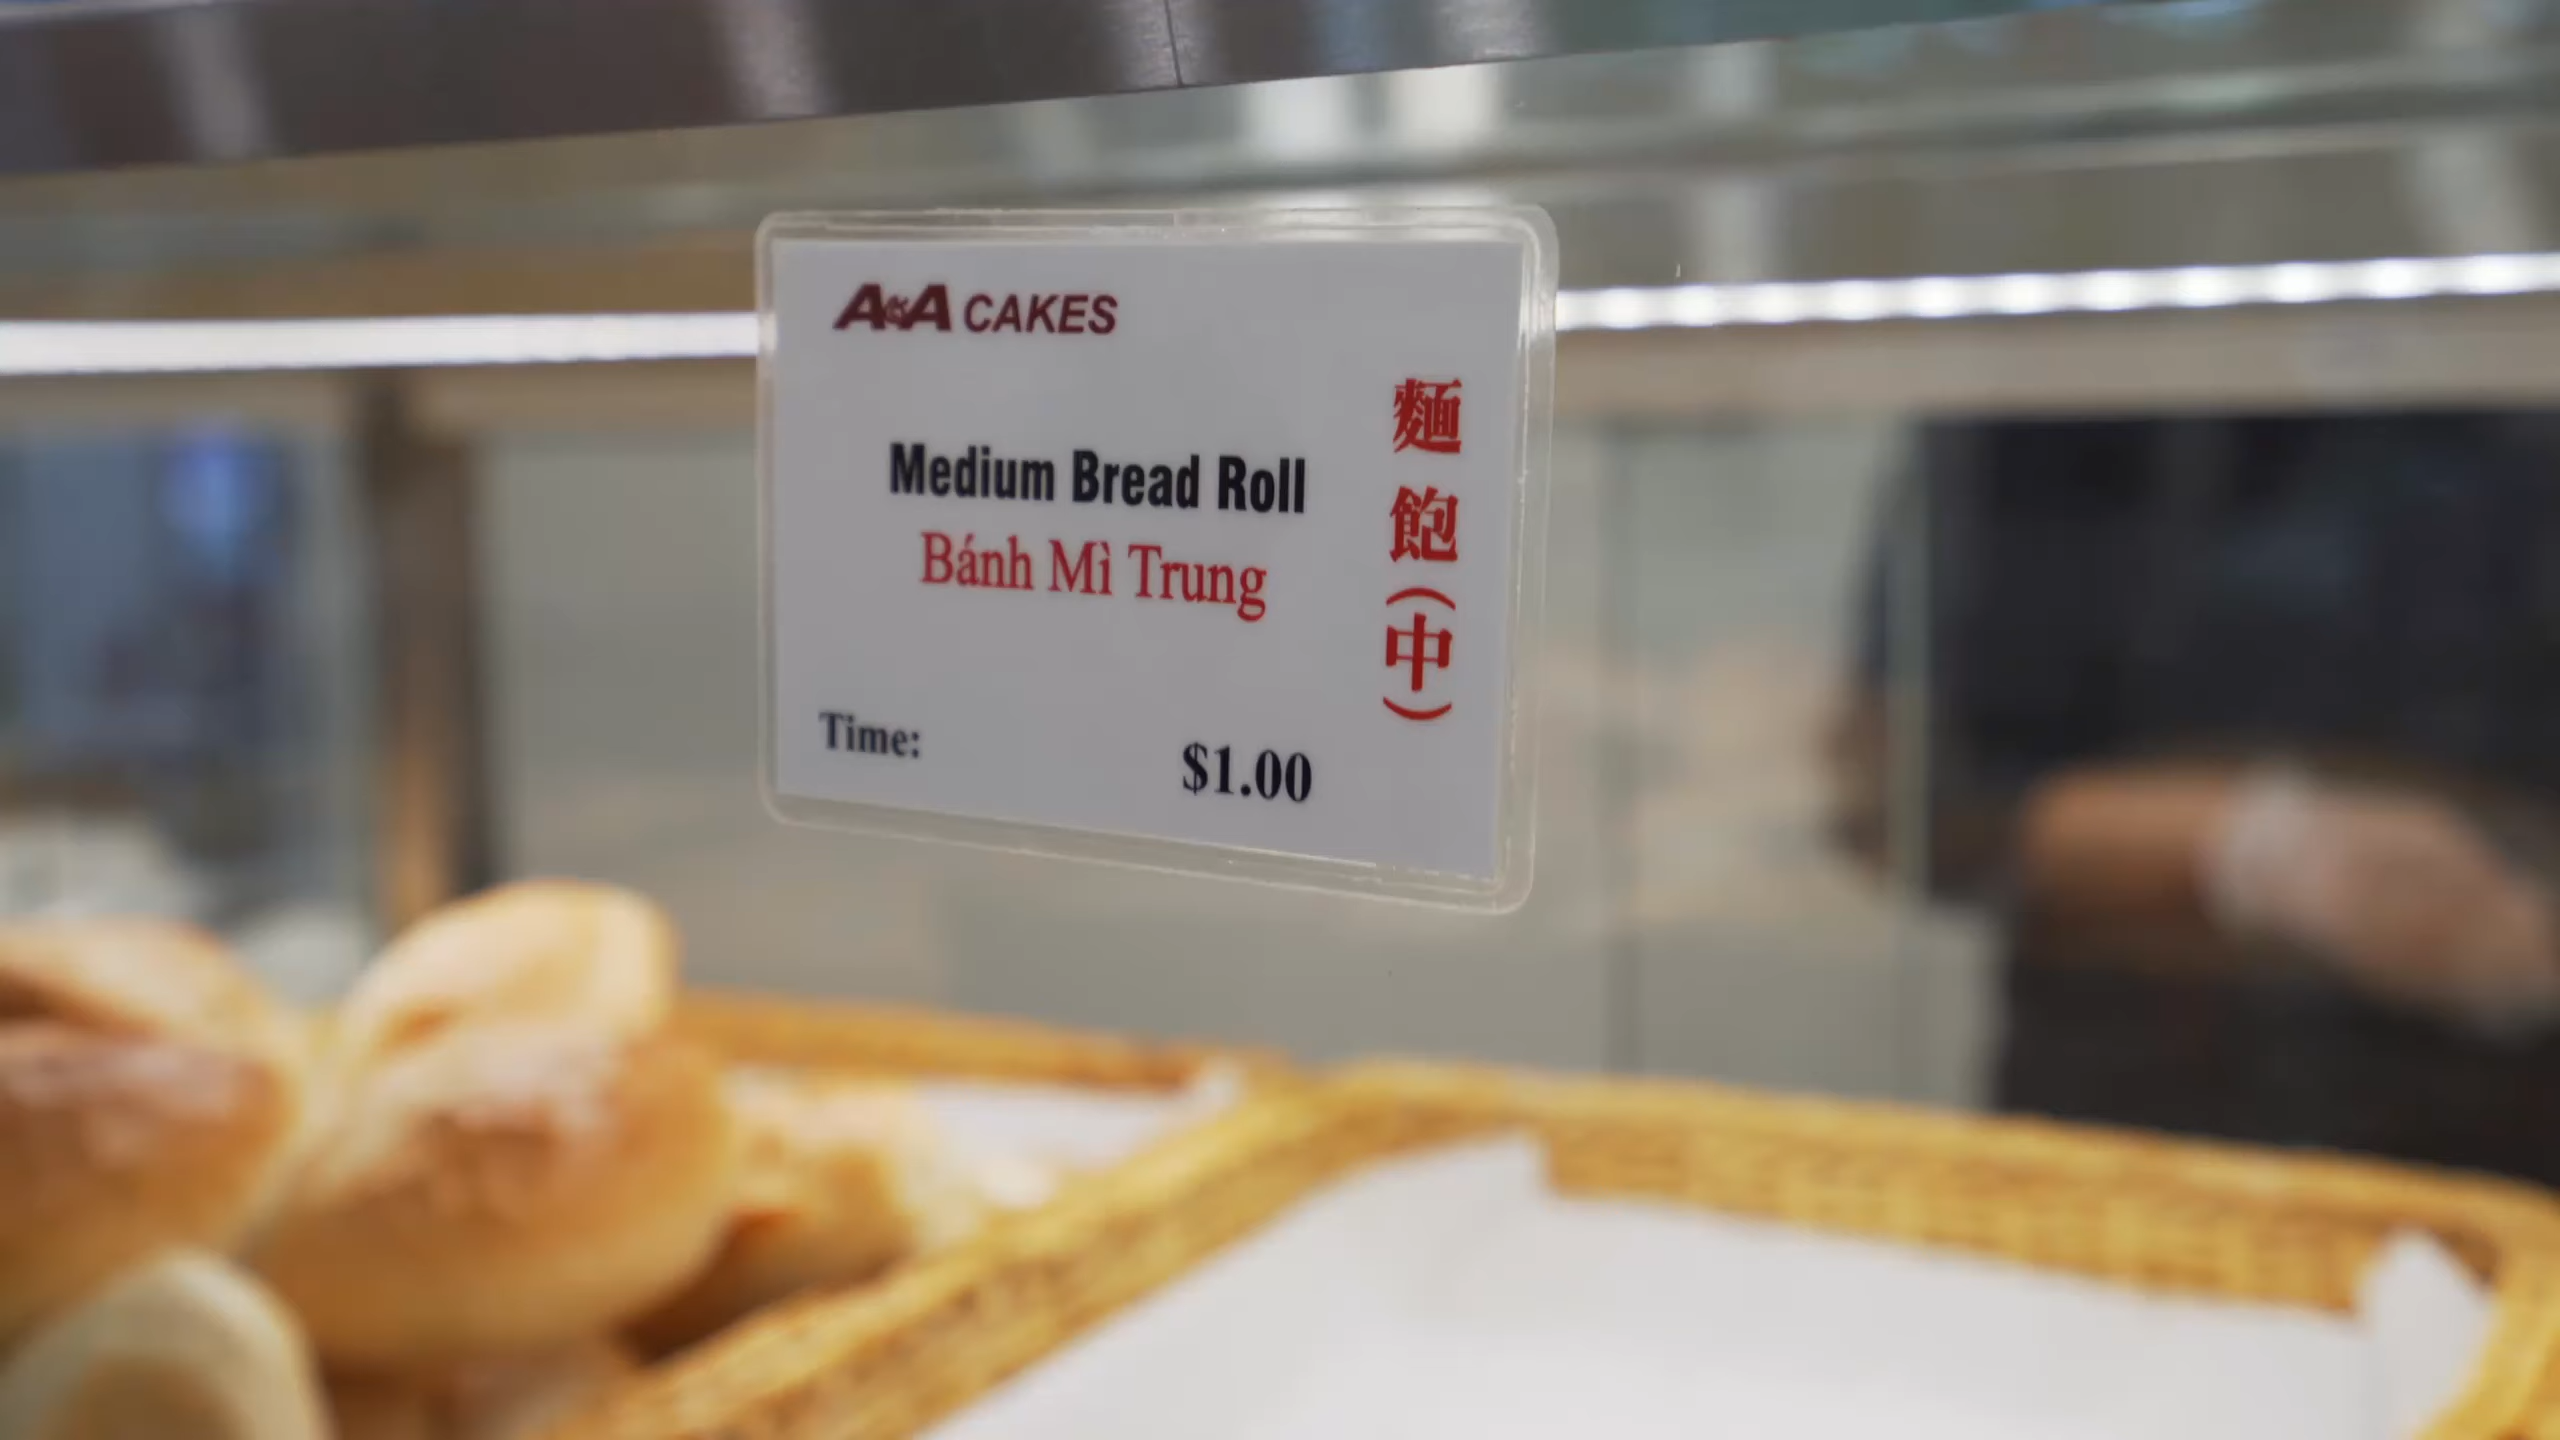 A&A CAKES
Medium Bread Roll
Bánh Mì Trung
麵飽(中)
Time:
$1.00